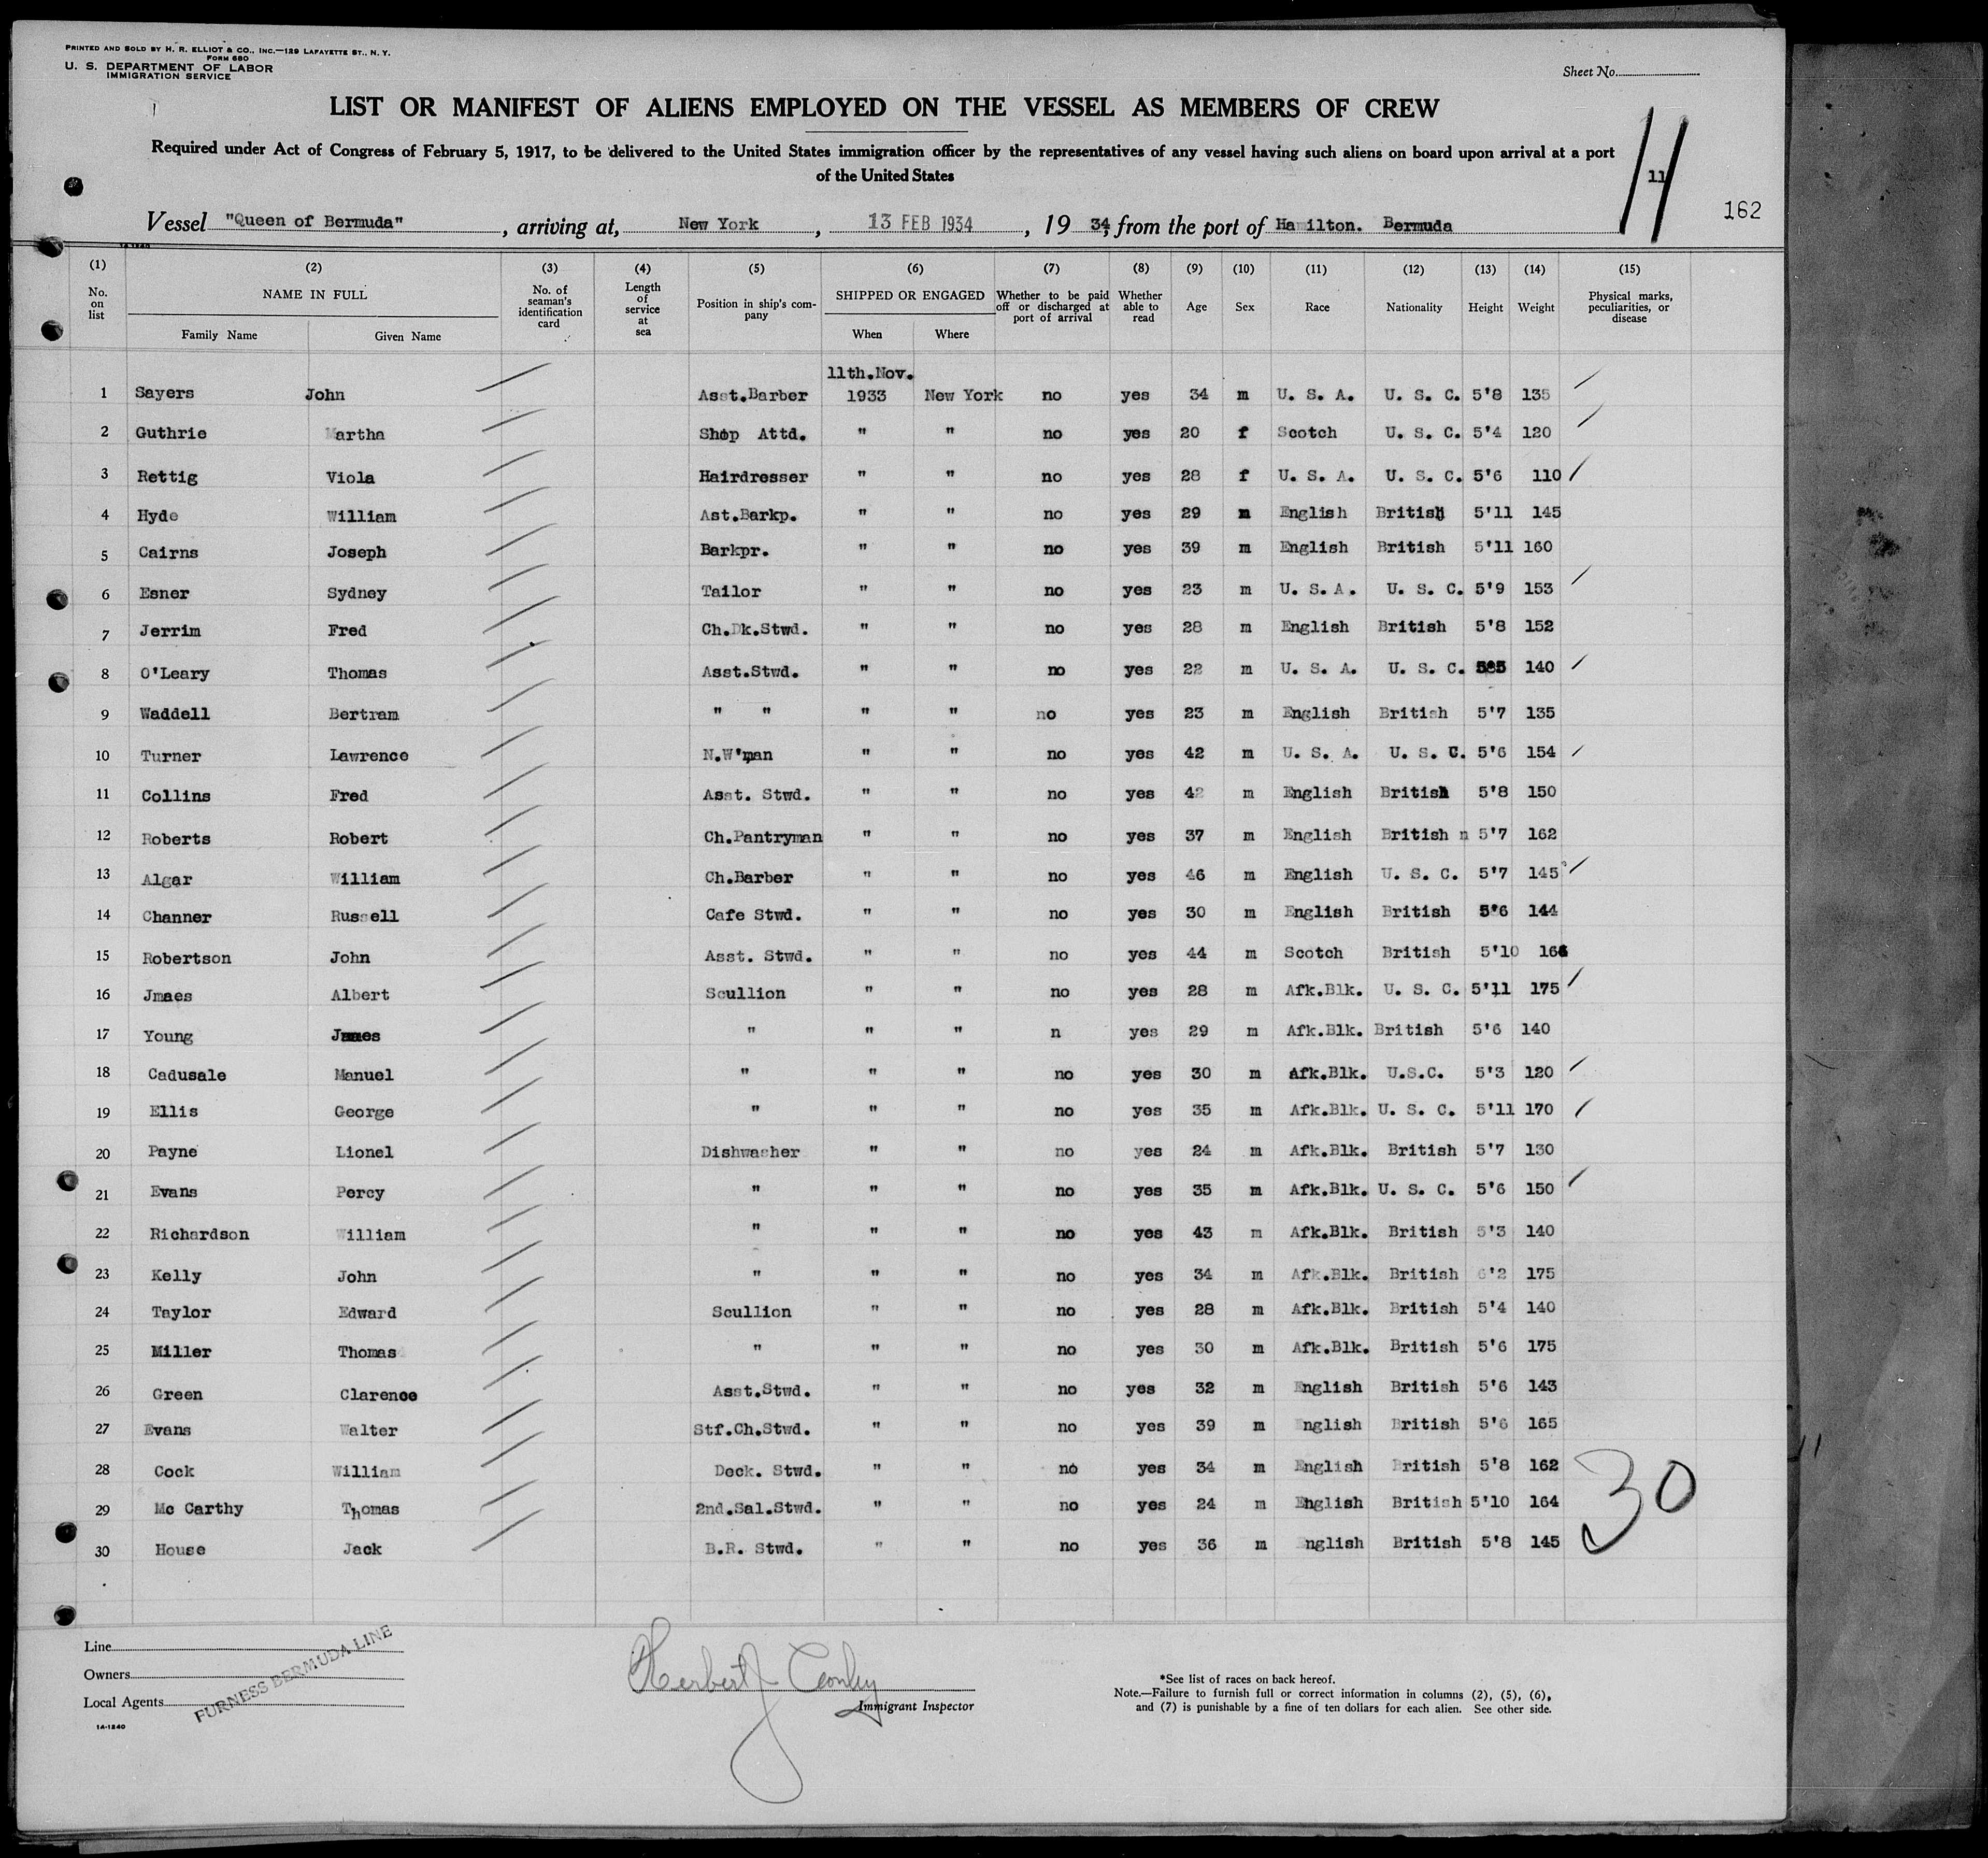 PRINTED AND SOLD BY H. R. ELLIOT & CO., INC.—129 LAFAYETTE ST., N. Y.
FORM 680
U. S. DEPARTMENT OF LABOR
IMMIGRATION SERVICE
Sheet No.
LIST OR MANIFEST OF ALIENS EMPLOYED ON THE VESSEL AS MEMBERS OF CREW
Required under Act of Congress of February 5, 1917, to be delivered to the United States immigration officer by the representatives of any vessel having such aliens on board upon arrival at a port
of the United States
11
162
Vessel "Queen of Bermuda", arriving at, New York, 13 FEB 1934, 19 34, from the port of Hamilton. Bermuda
(1) (2) (3) (4) (5) (6) (7) (8) (9) (10) (11) (12) (13) (14) (15)
No. on list NAME IN FULL Family Name Given Name No. of seaman's identification card Length of service at sea Position in ship's company SHIPPED OR ENGAGED When Where Whether to be paid off or discharged at port of arrival Whether able to read Age Sex Race Nationality Height Weight Physical marks, peculiarities, or disease
11th.Nov.
1 Sayers John Asst.Barber 1933 New York no yes 34 m U. S. A. U. S. C. 5'8 135
2 Guthrie Martha Shop Attd. " " no yes 20 f Scotch U. S. C. 5'4 120
3 Rettig Viola Hairdresser " " no yes 28 f U. S. A. U. S. C. 5'6 110
4 Hyde William Ast.Barkp. " " no yes 29 m English British 5'11 145
5 Cairns Joseph Barkpr. " " no yes 39 m English British 5'11 160
6 Esner Sydney Tailor " " no yes 23 m U. S. A. U. S. C. 5'9 153
7 Jerrim Fred Ch.Dk.Stwd. " " no yes 28 m English British 5'8 152
8 O'Leary Thomas Asst.Stwd. " " no yes 22 m U. S. A. U. S. C. 140
9 Waddell Bertram " " " " no yes 23 m English British 5'7 135
10 Turner Lawrence N.W'man " " no yes 42 m U. S. A. U. S. C. 5'6 154
11 Collins Fred Asst. Stwd. " " no yes 42 m English British 5'8 150
12 Roberts Robert Ch.Pantryman " " no yes 37 m English British m 5'7 162
13 Algar William Ch.Barber " " no yes 46 m English U. S. C. 5'7 145
14 Channer Russell Cafe Stwd. " " no yes 30 m English British 5'6 144
15 Robertson John Asst. Stwd. " " no yes 44 m Scotch British 5'10 166
16 Jmaes Albert Scullion " " no yes 28 m Afk.Blk. U. S. C. 5'11 175
17 Young James " " " n yes 29 m Afk.Blk. British 5'6 140
18 Cadusale Manuel " " " no yes 30 m Afk.Blk. U.S.C. 5'3 120
19 Ellis George " " " no yes 35 m Afk.Blk. U. S. C. 5'11 170
20 Payne Lionel Dishwasher " " no yes 24 m Afk.Blk. British 5'7 130
21 Evans Percy " " " no yes 35 m Afk.Blk. U. S. C. 5'6 150
22 Richardson William " " " no yes 43 m Afk.Blk. British 5'3 140
23 Kelly John " " " no yes 34 m Afk.Blk. British 6'2 175
24 Taylor Edward Scullion " " no yes 28 m Afk.Blk. British 5'4 140
25 Miller Thomas " " " no yes 30 m Afk.Blk. British 5'6 175
26 Green Clarence Asst.Stwd. " " no yes 32 m English British 5'6 143
27 Evans Walter Stf.Ch.Stwd. " " no yes 39 m English British 5'6 165
28 Cock William Deck. Stwd. " " no yes 34 m English British 5'8 162
29 Mc Carthy Thomas 2nd.Sal.Stwd. " " no yes 24 m English British 5'10 164
30 House Jack B.R. Stwd. " " no yes 36 m English British 5'8 145
30
Line
Owners
Local Agents
FURNESS BERMUDA LINE
1A-1240
Herbert J Conley
Immigrant Inspector
*See list of races on back hereof.
Note.—Failure to furnish full or correct information in columns (2), (5), (6),
and (7) is punishable by a fine of ten dollars for each alien. See other side.